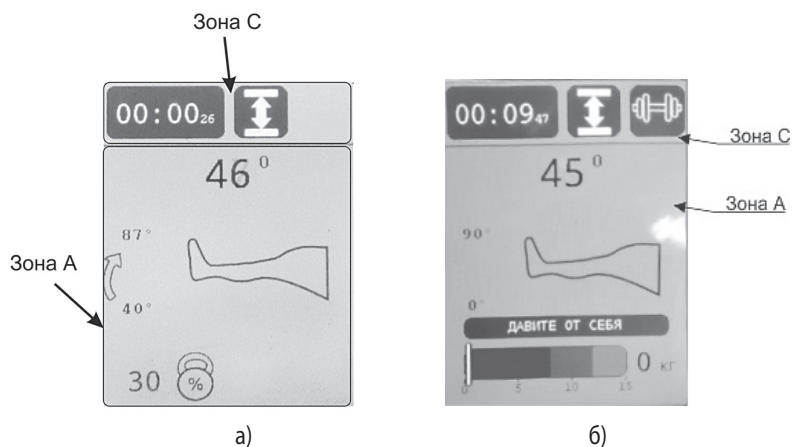 Зона С
00:00 26
46°
87°
Зона А
40°
30 %
а)
00:09 47
Зона С
45°
Зона А
90°
0°
ДАВИТЕ ОТ СЕБЯ
0 кг
0 5 10 15
б)